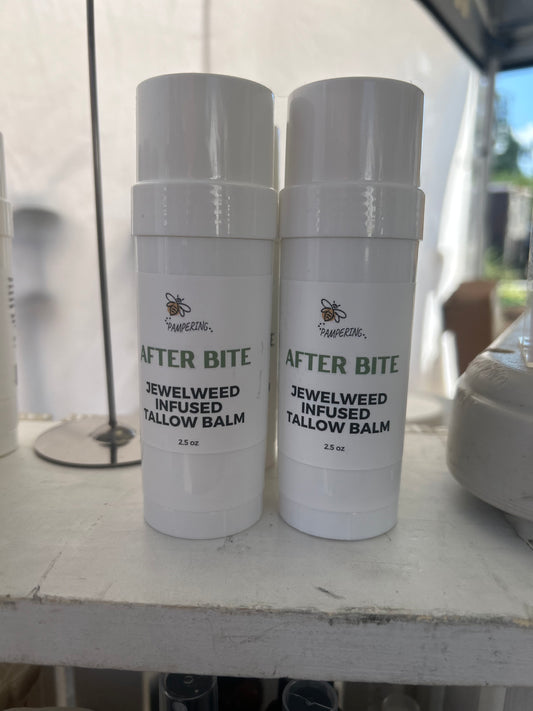 PAMPERING
AFTER BITE
JEWELWEED
INFUSED
TALLOW BALM
2.5 oz
PAMPERING
AFTER BITE
JEWELWEED
INFUSED
TALLOW BALM
2.5 oz